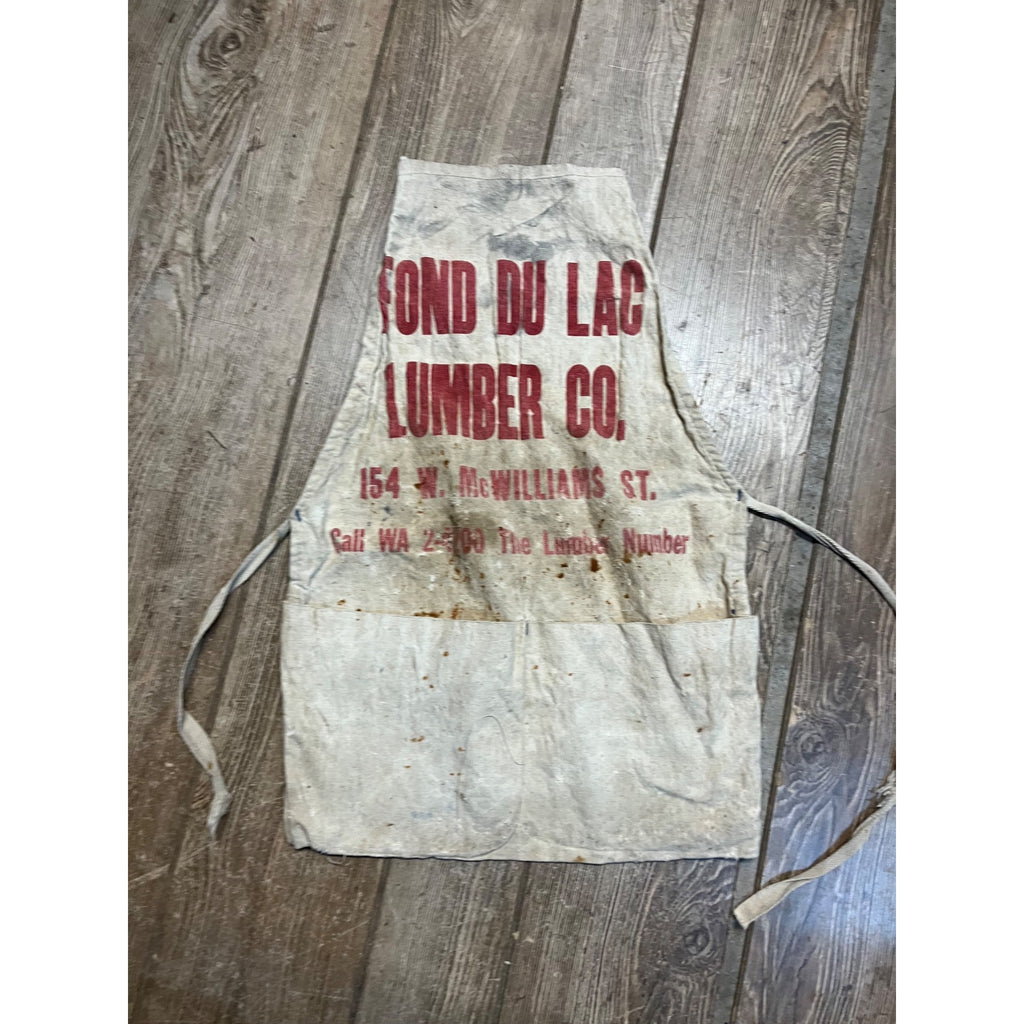 FOND DU LAC
LUMBER CO.
154 W. McWILLIAMS ST.
Call WA The Lumber Number